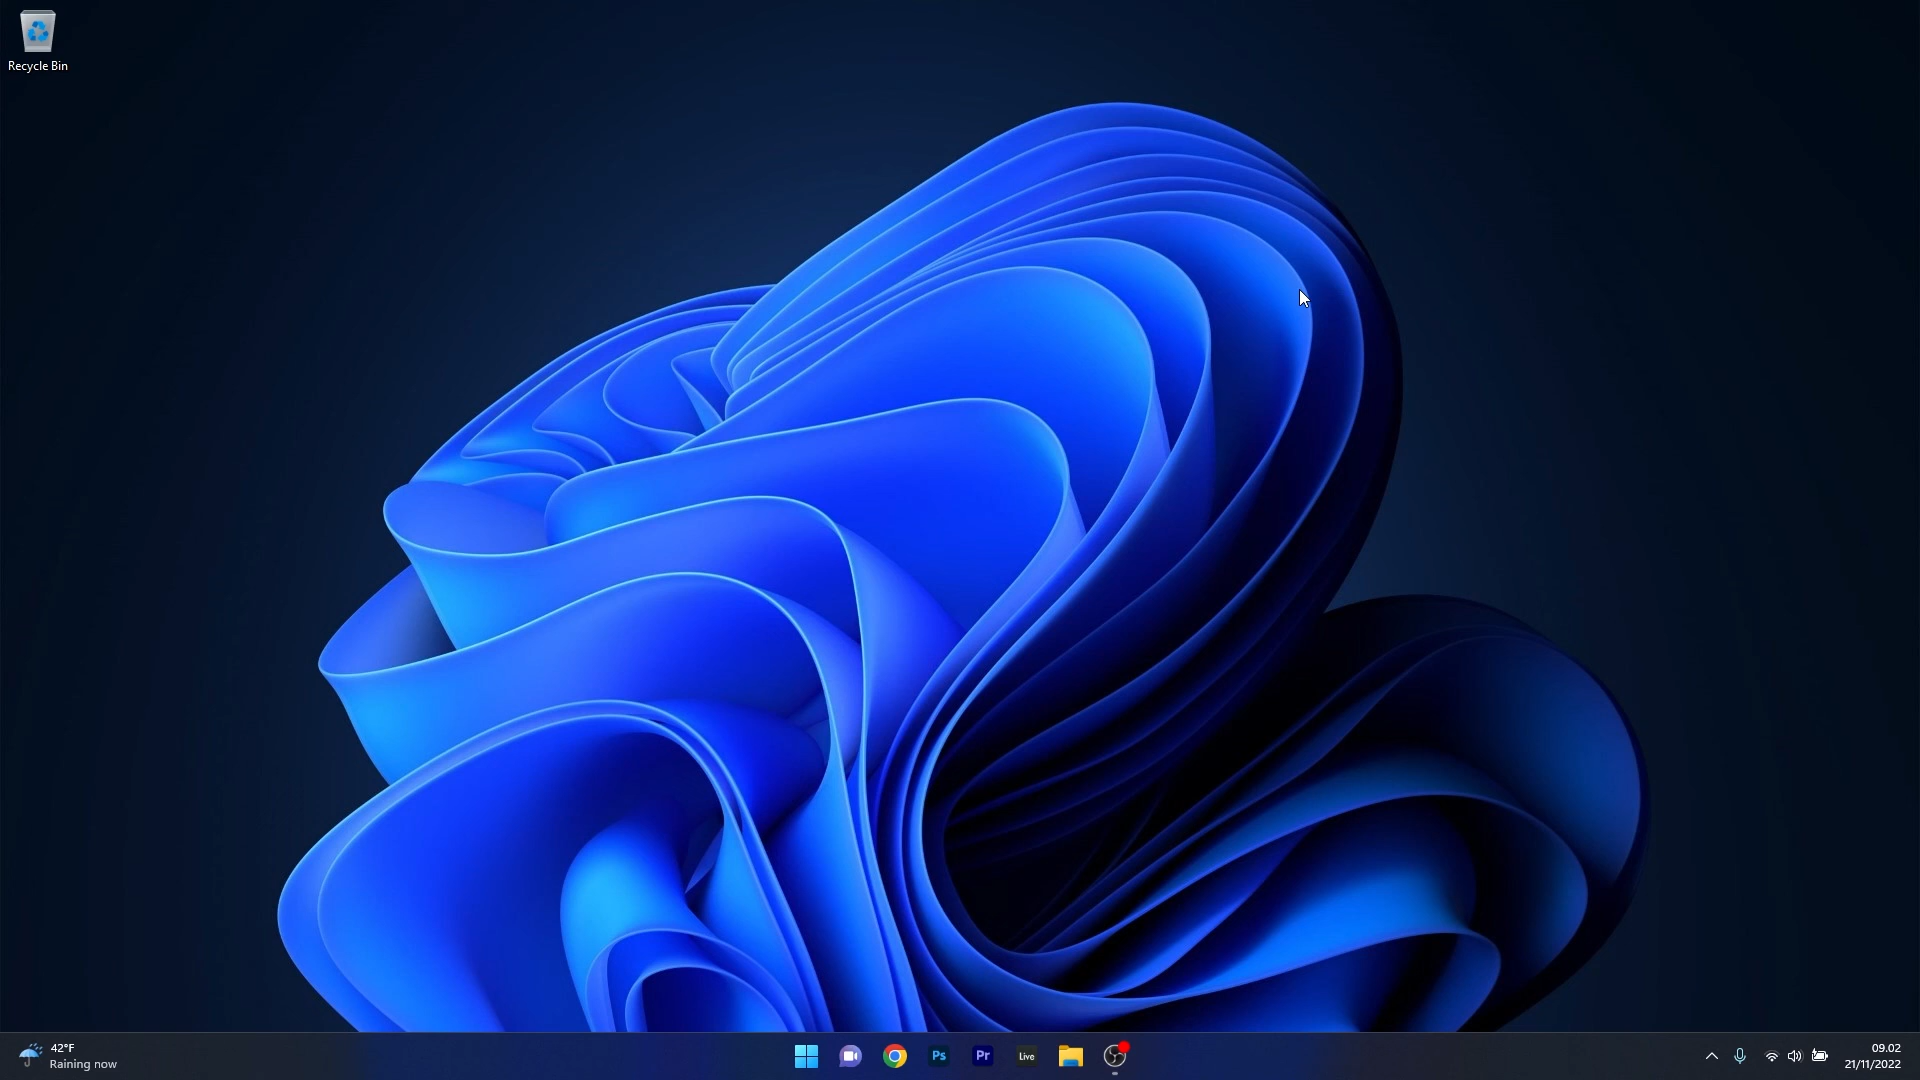 Recycle Bin
42°F
Raining now
Ps
Pr
Live
09.02
21/11/2022